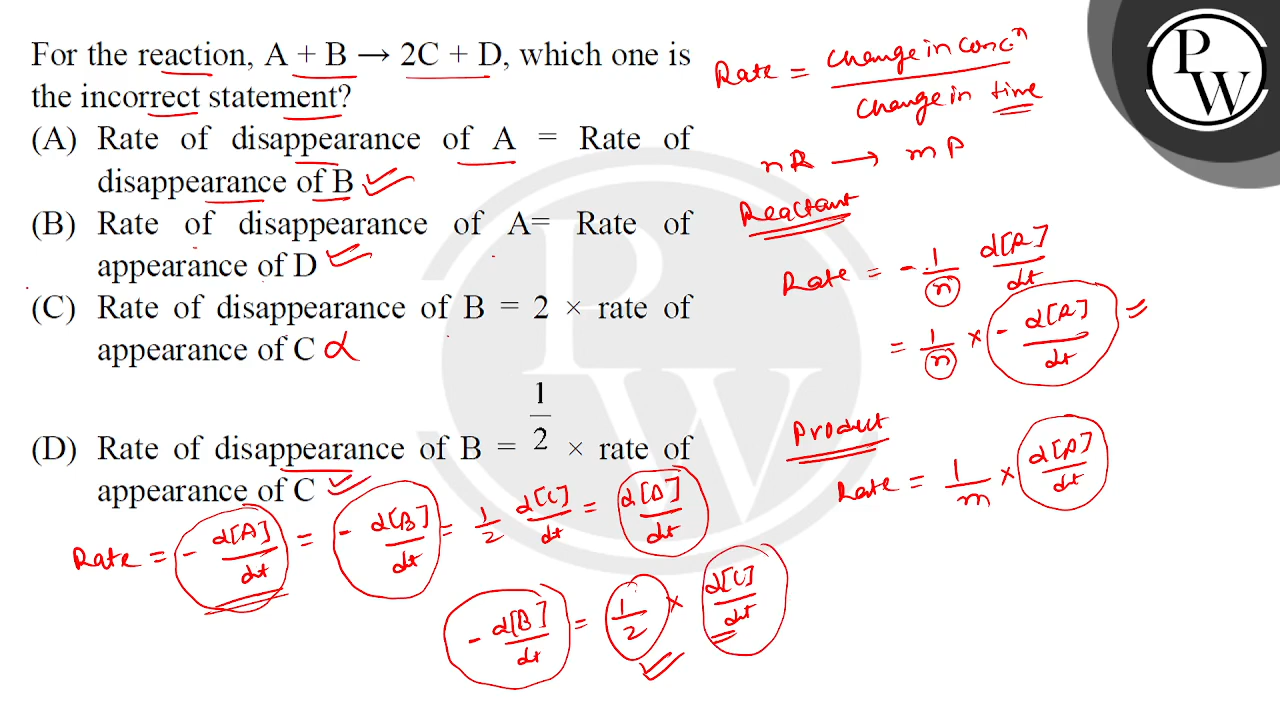 For the reaction, A + B → 2C + D, which one is
the incorrect statement?
(A) Rate of disappearance of A = Rate of
disappearance of B ✓
(B) Rate of disappearance of A= Rate of
appearance of D ✓
(C) Rate of disappearance of B = 2 × rate of
appearance of C α
(D) Rate of disappearance of B = 1/2 × rate of
appearance of C ✓
Rate = - d[A]/dt = - d[B]/dt = 1/2 d[C]/dt = d[D]/dt
- d[B]/dt = 1/2 × d[C]/dt ✓
Rate = Change in concⁿ / Change in time
nR → mP
Reactant
Rate = - 1/n d[R]/dt
= 1/n × - d[R]/dt =
Product
Rate = 1/m × d[P]/dt
PW
PW